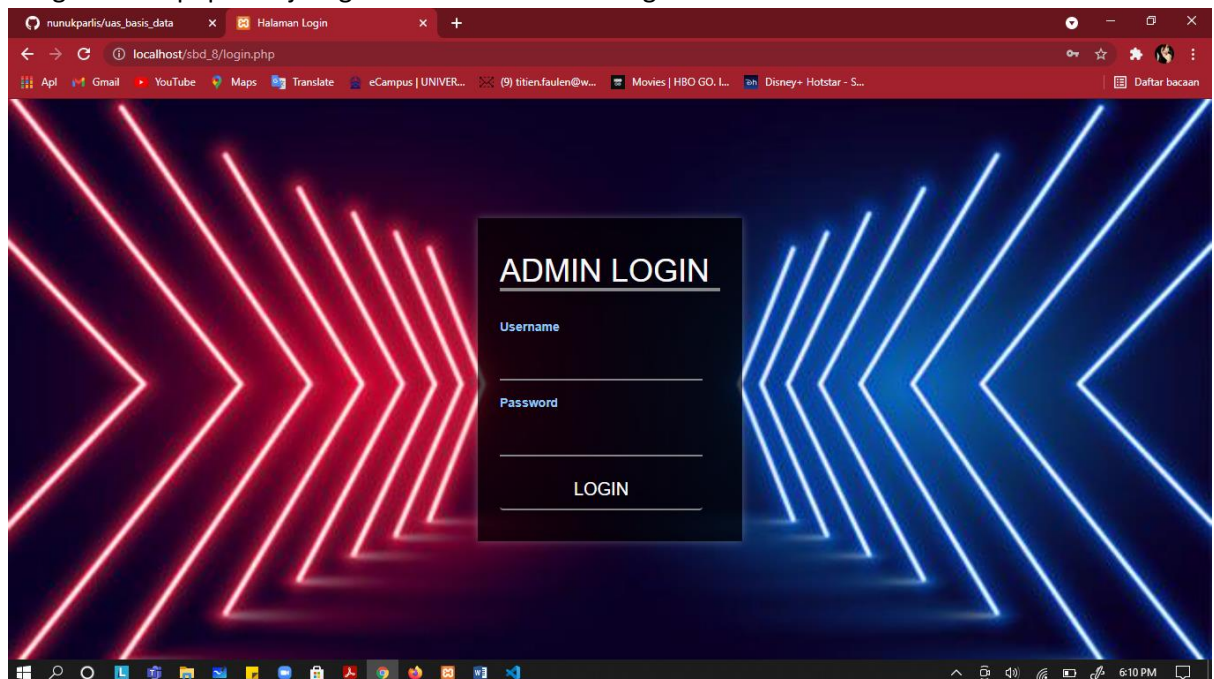 nunukparlis/uas_basis_data
Halaman Login
localhost/sbd_8/login.php
Apl Gmail YouTube Maps Translate eCampus | UNIVER... (9) titien.faulen@w... Movies | HBO GO. I... Disney+ Hotstar - S... Daftar bacaan
ADMIN LOGIN
Username
Password
LOGIN
6:10 PM